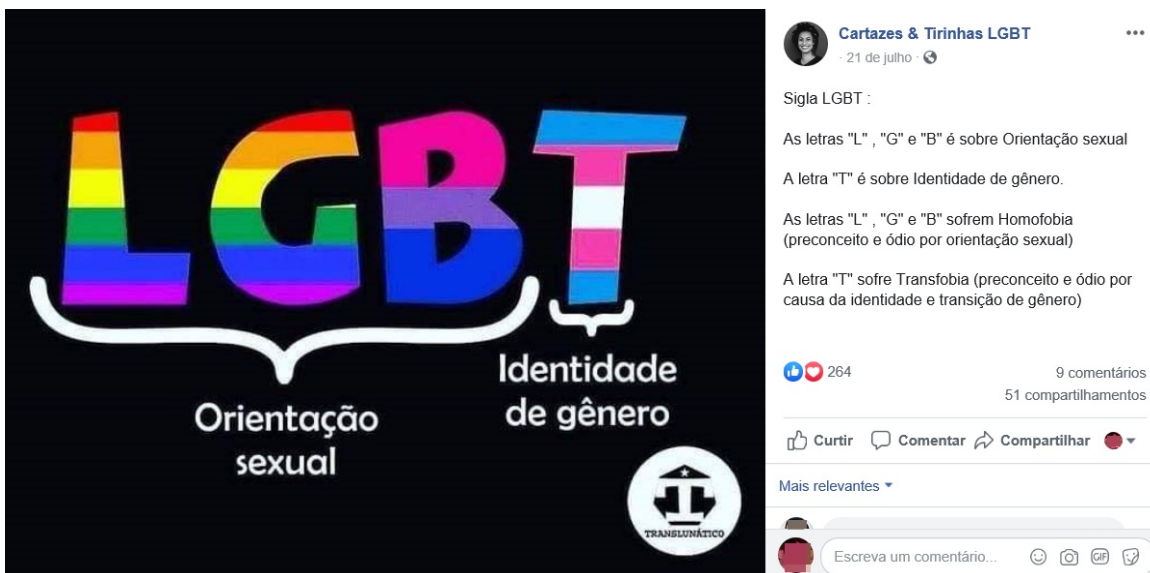 LGBT
Orientação
sexual
Identidade
de gênero
TRANSLUNÁTICO
Cartazes & Tirinhas LGBT
· 21 de julho ·
Sigla LGBT :
As letras "L" , "G" e "B" é sobre Orientação sexual
A letra "T" é sobre Identidade de gênero.
As letras "L" , "G" e "B" sofrem Homofobia
(preconceito e ódio por orientação sexual)
A letra "T" sofre Transfobia (preconceito e ódio por
causa da identidade e transição de gênero)
264
9 comentários
51 compartilhamentos
Curtir Comentar Compartilhar
Mais relevantes
Escreva um comentário...
GIF